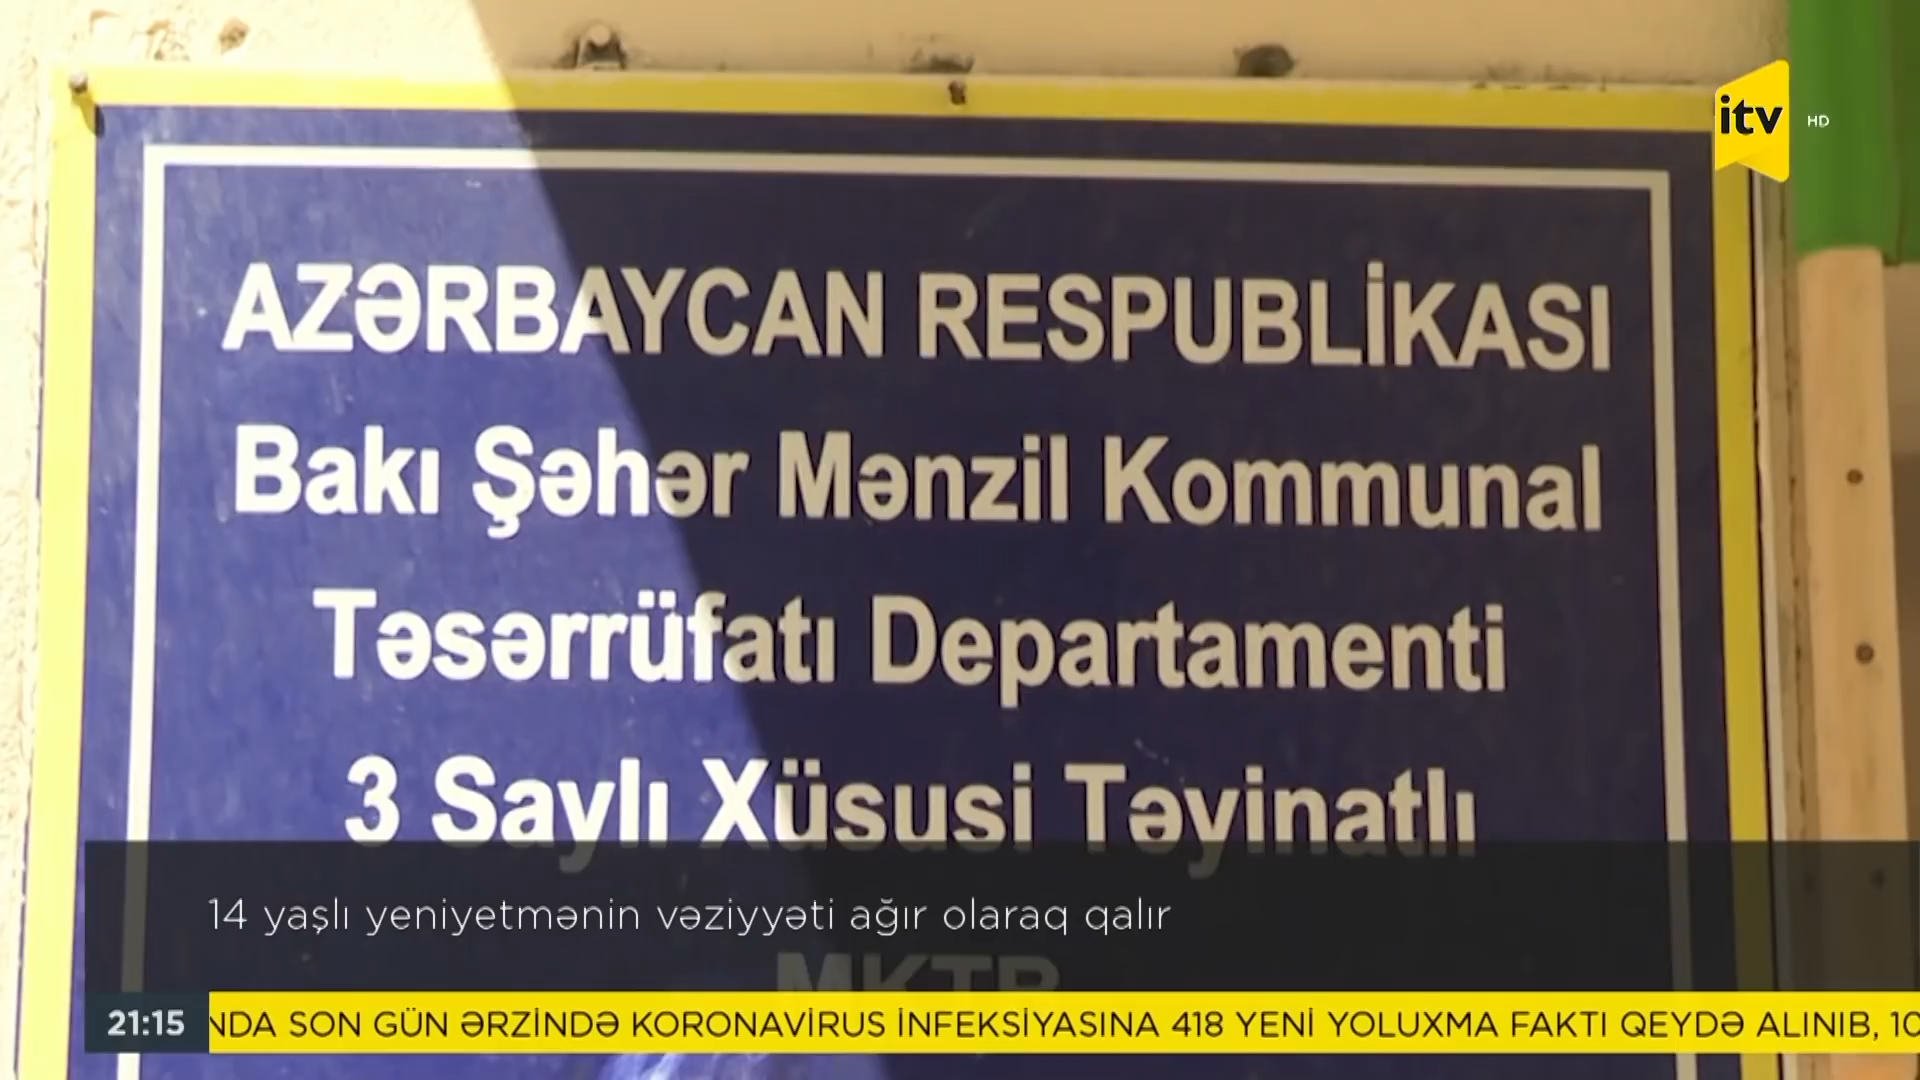 itv HD
AZƏRBAYCAN RESPUBLİKASI
Bakı Şəhər Mənzil Kommunal
Təsərrüfatı Departamenti
3 Saylı Xüsusi Təyinatlı
14 yaşlı yeniyetmənin vəziyyəti ağır olaraq qalır
21:15 NDA SON GÜN ƏRZİNDƏ KORONAVİRUS İNFEKSİYASINA 418 YENİ YOLUXMA FAKTI QEYDƏ ALINIB, 10